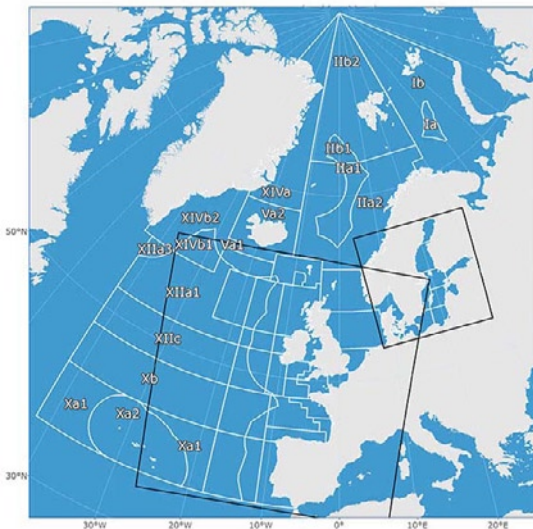 IIb2
Ib
Ia
IIb1
IIa1
XIVa
IIa2
XIVb2
Va2
50°N
XIIa3
XIVb1
Va1
XIIa1
XIIc
Xb
Xa1
Xa2
Xa1
30°N
30°W
20°W
10°W
0°
10°E
20°E